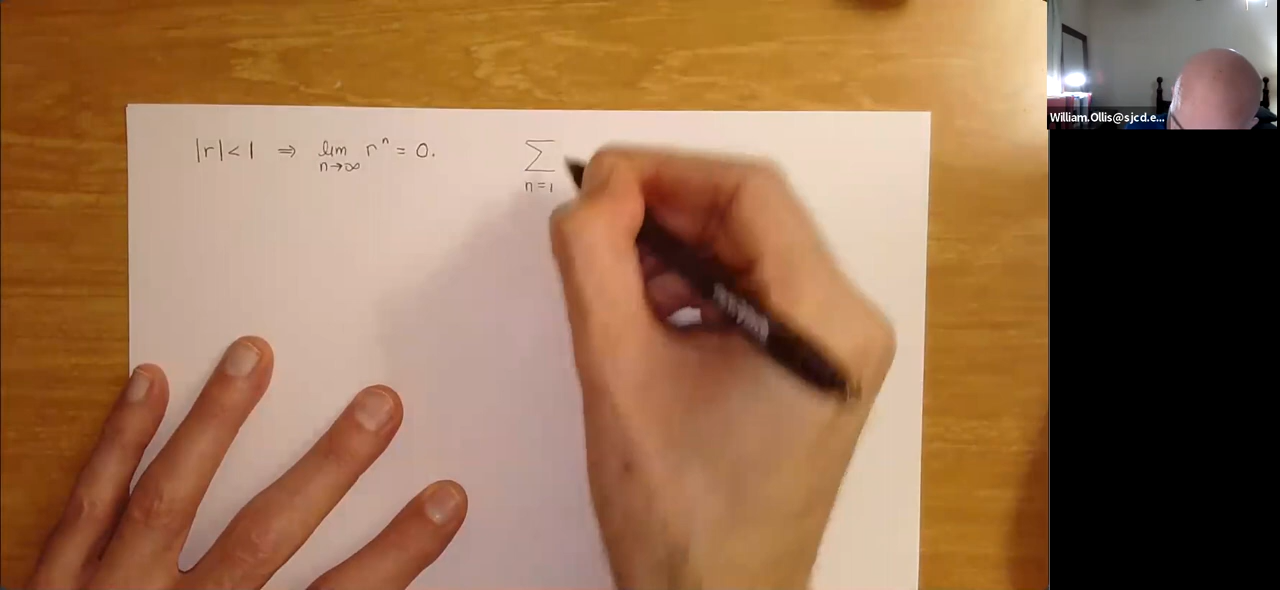 |r| < 1 ⇒ lim r^n = 0. ∑
n→∞ n=1
William.Ollis@sjcd.e...